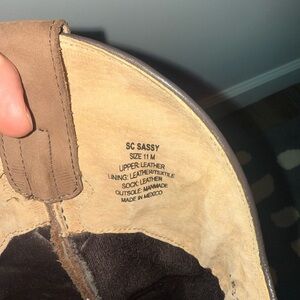 SC SASSY
SIZE 11 M
UPPER: LEATHER
LINING: LEATHER/TEXTILE
SOCK: LEATHER
OUTSOLE: MANMADE
MADE IN MEXICO